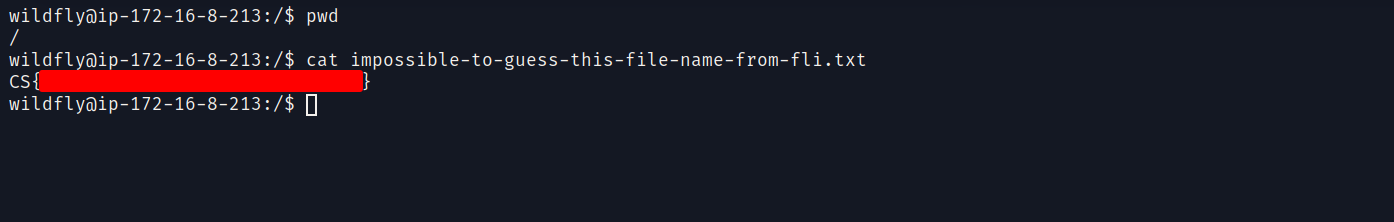 wildfly@ip-172-16-8-213:/$ pwd
/
wildfly@ip-172-16-8-213:/$ cat impossible-to-guess-this-file-name-from-fli.txt
CS{}
wildfly@ip-172-16-8-213:/$